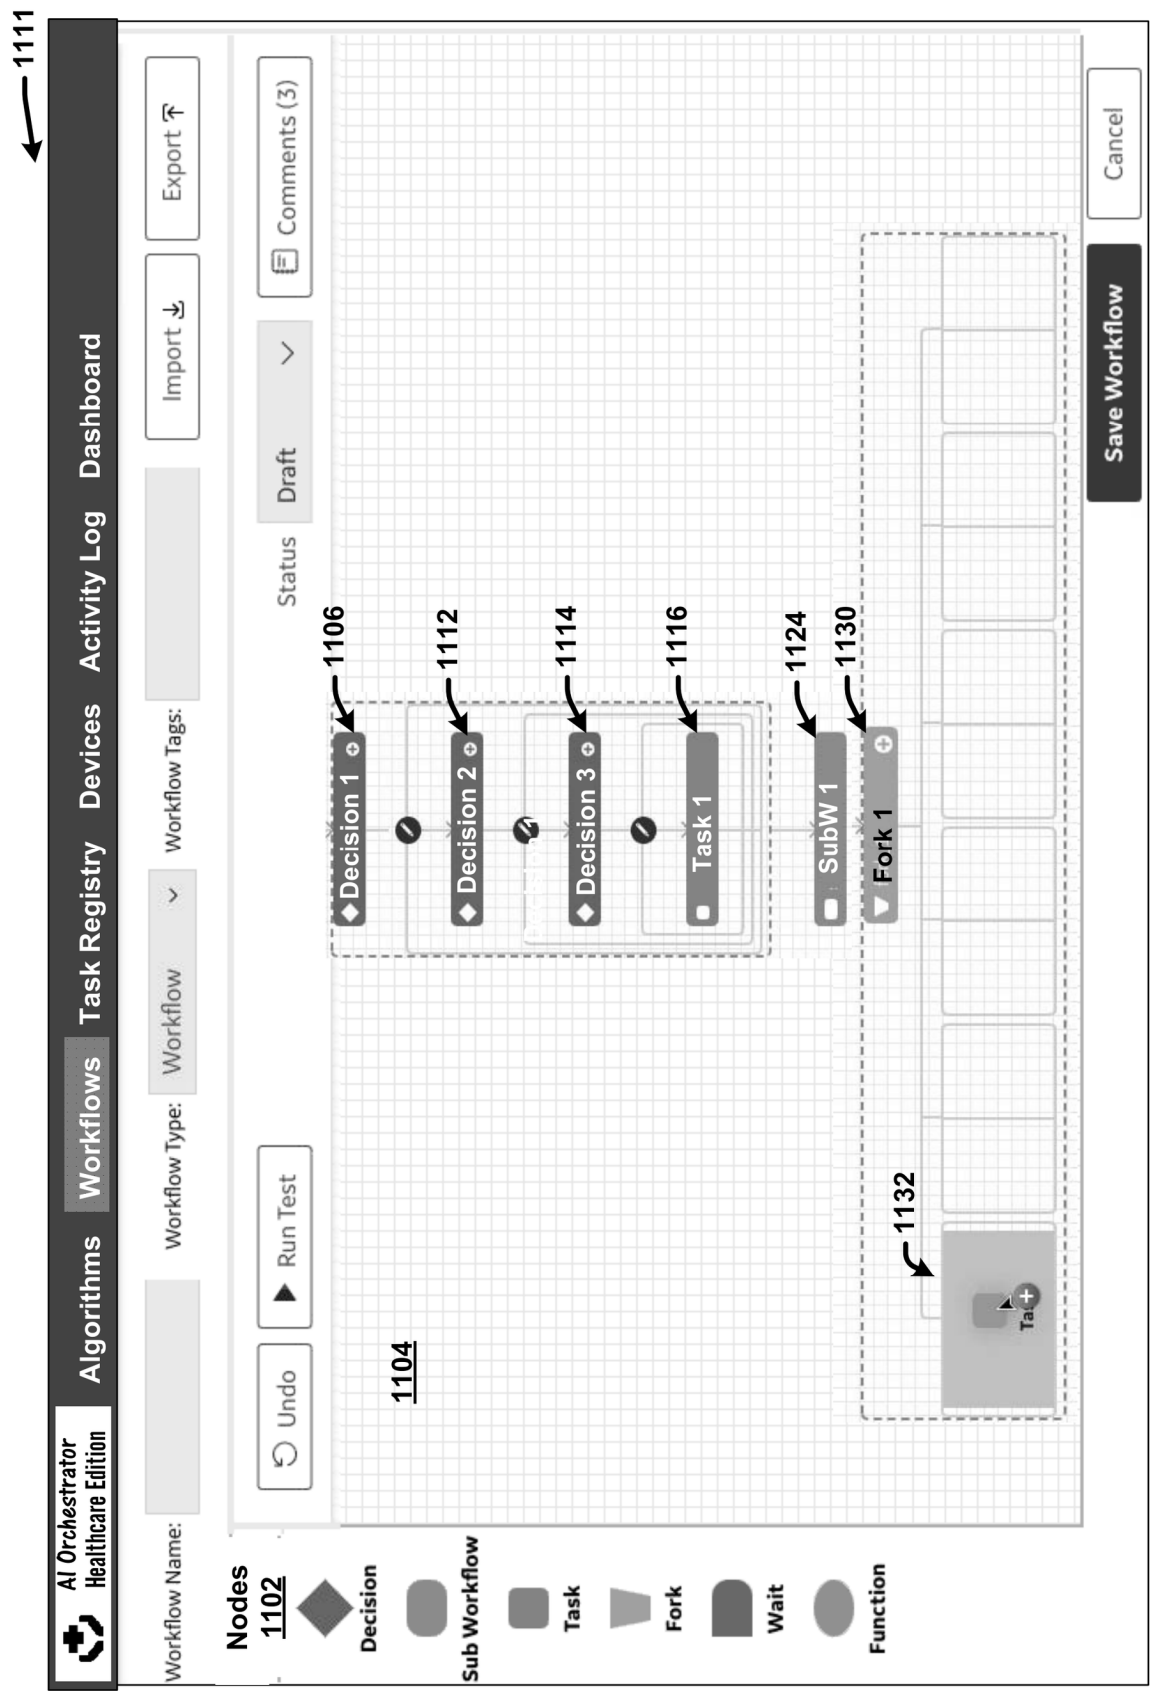 1111
AI Orchestrator
Healthcare Edition
Algorithms Workflows Task Registry Devices Activity Log Dashboard
Workflow Name: Workflow Type: Workflow Workflow Tags: Import Export
Nodes
1102
Undo Run Test Status Draft Comments (3)
Decision
Sub Workflow
Task
Fork
Wait
Function
1104
Decision 1 1106
Decision 2 1112
Decision 3 1114
Task 1 1116
SubW 1 1124
Fork 1 1130
1132
Save Workflow Cancel